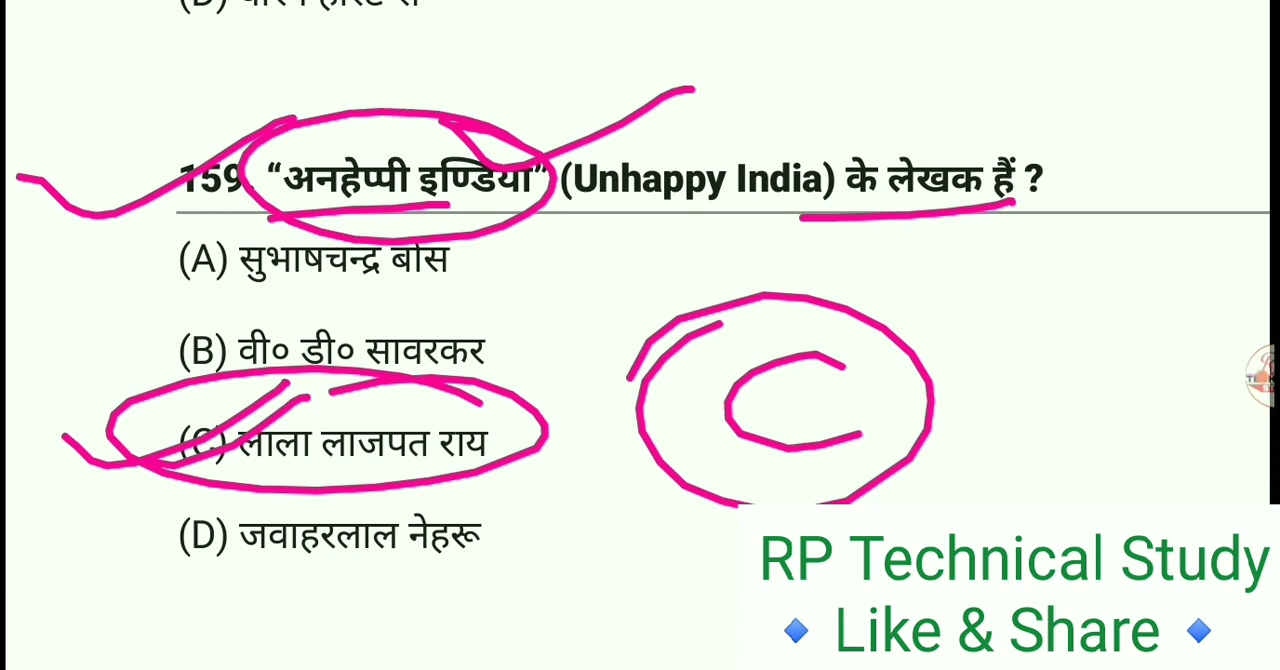 159. “अनहेप्पी इण्डिया” (Unhappy India) के लेखक हैं ?
(A) सुभाषचन्द्र बोस
(B) वी० डी० सावरकर
(C) लाला लाजपत राय
C
(D) जवाहरलाल नेहरू
RP Technical Study
🔹 Like & Share 🔹